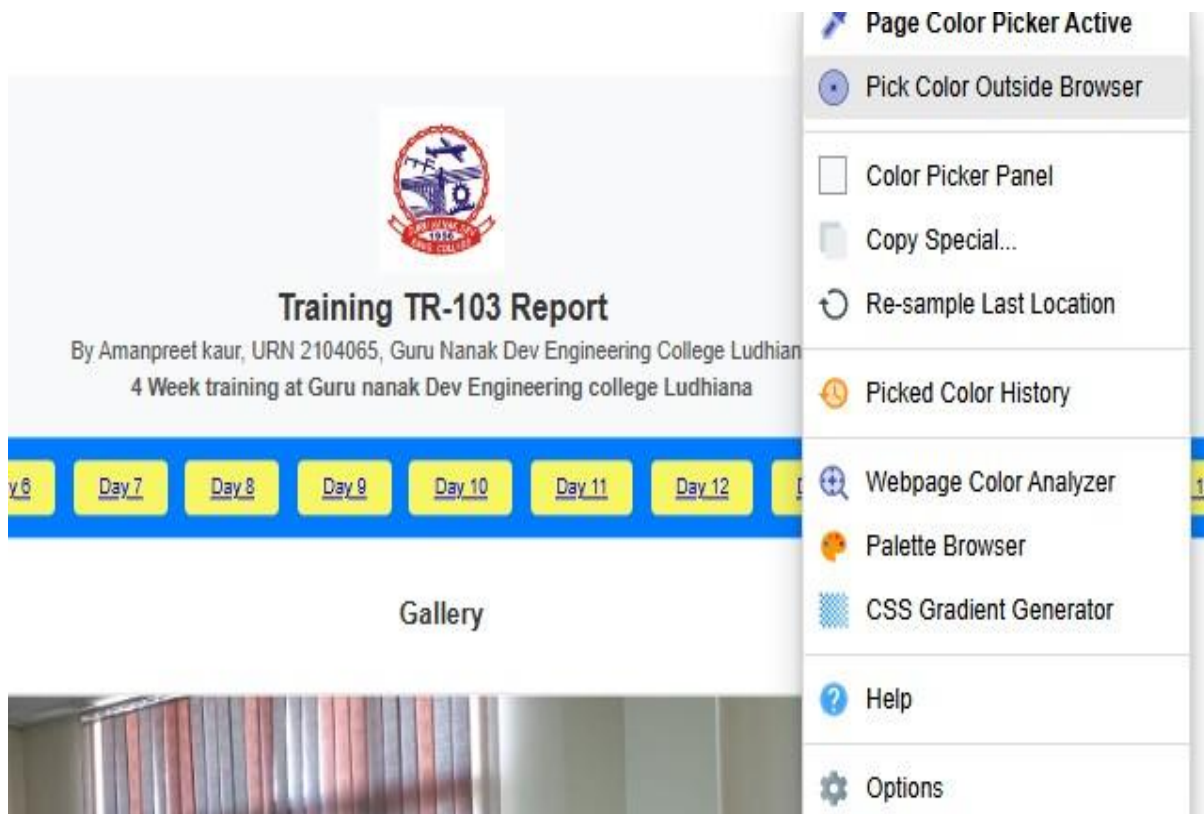 Page Color Picker Active
Pick Color Outside Browser
Color Picker Panel
Copy Special...
Re-sample Last Location
Picked Color History
Webpage Color Analyzer
Palette Browser
CSS Gradient Generator
Help
Options
1956
Training TR-103 Report
By Amanpreet kaur, URN 2104065, Guru Nanak Dev Engineering College Ludhian
4 Week training at Guru nanak Dev Engineering college Ludhiana
y 6 Day 7 Day 8 Day 9 Day 10 Day 11 Day 12 D 1
Gallery